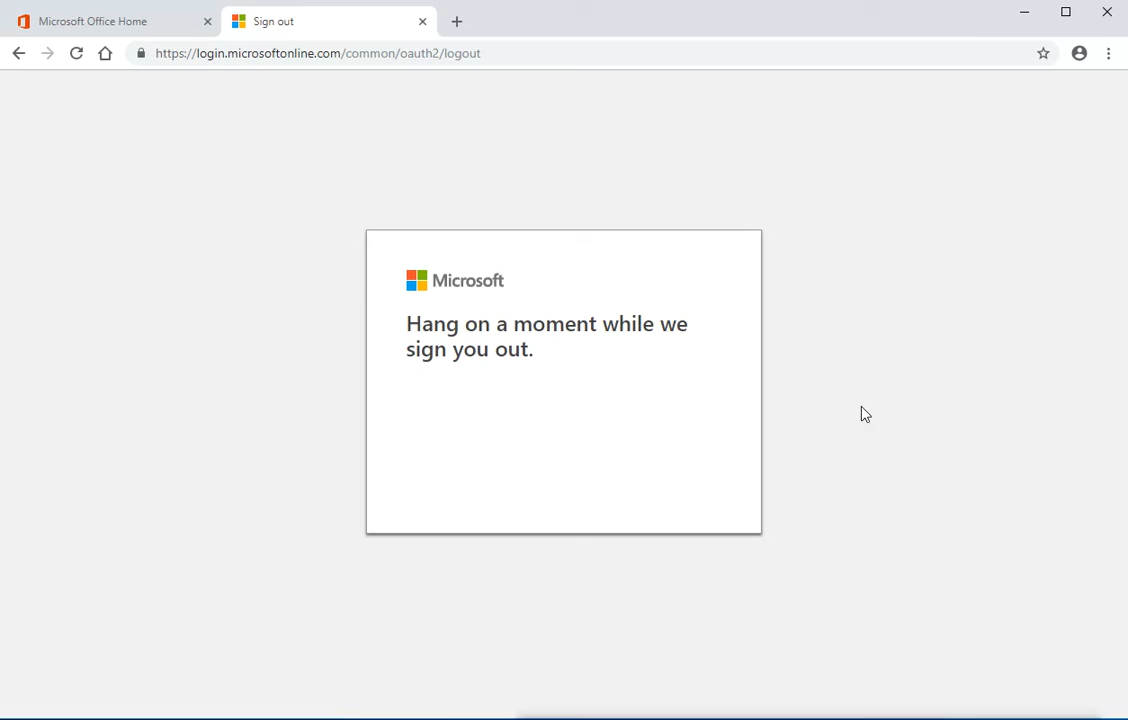 Microsoft Office Home
Sign out
https://login.microsoftonline.com/common/oauth2/logout
Microsoft
Hang on a moment while we
sign you out.